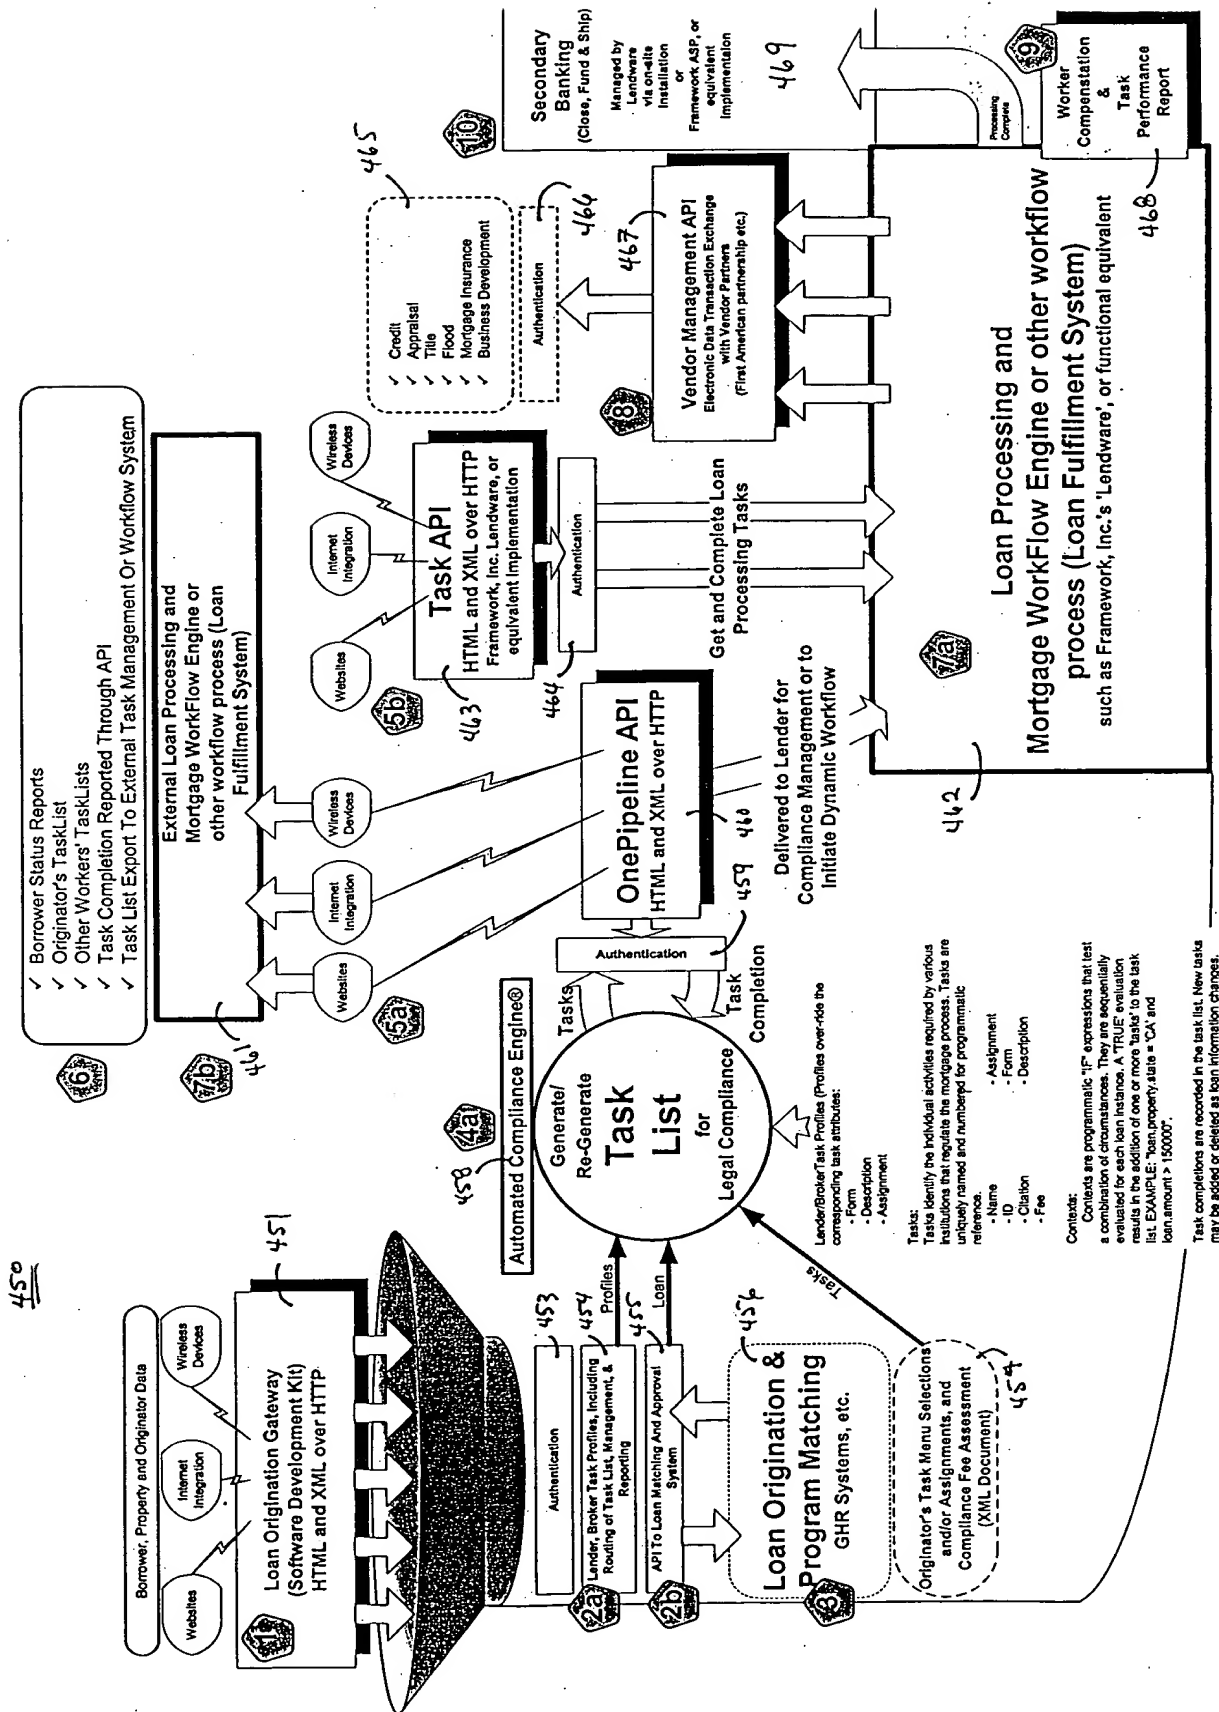 450
Borrower, Property and Originator Data
Websites
Internet
Integration
Wireless
Devices
1
Loan Origination Gateway
(Software Development Kit)
HTML and XML over HTTP
451
Authentication
453
2a
Lender, Broker Task Profiles, Including
Routing of Task List, Management, &
Reporting
454
Profiles
2b
API To Loan Matching And Approval
System
455
Loan
3
Loan Origination &
Program Matching
GHR Systems, etc.
456
Originator's Task Menu Selections
and/or Assignments, and
Compliance Fee Assessment
(XML Document)
454
Tasks
458
4a
Automated Compliance Engine®
Generate/
Re-Generate
Task
List
for
Legal Compliance
Tasks
Task
Completion
Authentication
459
Lender/BrokerTask Profiles (Profiles over-ride the
corresponding task attributes:
- Form
- Description
- Assignment
Tasks:
Tasks identify the individual activities required by various
institutions that regulate the mortgage process. Tasks are
uniquely named and numbered for programmatic
reference.
- Name
- ID
- Citation
- Fee
- Assignment
- Form
- Description
Contexts:
Contexts are programmatic "IF" expressions that test
a combination of circumstances. They are sequentially
evaluated for each loan instance. A 'TRUE' evaluation
results in the addition of one or more 'tasks' to the task
list. EXAMPLE: "loan.property.state = 'CA' and
loan.amount > 150000".
Task completions are recorded in the task list. New tasks
may be added or deleted as loan information changes.
6
✓ Borrower Status Reports
✓ Originator's TaskList
✓ Other Workers' TaskLists
✓ Task Completion Reported Through API
✓ Task List Export To External Task Management Or Workflow System
7b
461
External Loan Processing and
Mortgage WorkFlow Engine or
other workflow process (Loan
Fulfillment System)
5a
Websites
Internet
Integration
Wireless
Devices
OnePipeline API
HTML and XML over HTTP
460
Delivered to Lender for
Compliance Management or to
Initiate Dynamic Workflow
5b
Websites
Internet
Integration
Wireless
Devices
Task API
HTML and XML over HTTP
Framework, Inc. Lendware, or
equivalent Implementation
463
Authentication
464
Get and Complete Loan
Processing Tasks
465
✓ Credit
✓ Appraisal
✓ Title
✓ Flood
✓ Mortgage Insurance
✓ Business Development
Authentication
466
8
467
Vendor Management API
Electronic Data Transaction Exchange
with Vendor Partners
(First American partnership etc.)
10
Secondary
Banking
(Close, Fund & Ship)
Managed by
Lendware
via on-site
Installation
or
Framework ASP, or
equivalent
Implementaion
469
462
7a
Loan Processing and
Mortgage WorkFlow Engine or other workflow
process (Loan Fulfillment System)
such as Framework, Inc.'s 'Lendware', or functional equivalent
Processing
Complete
9
Worker
Compenstation
&
Task
Performance
Report
468